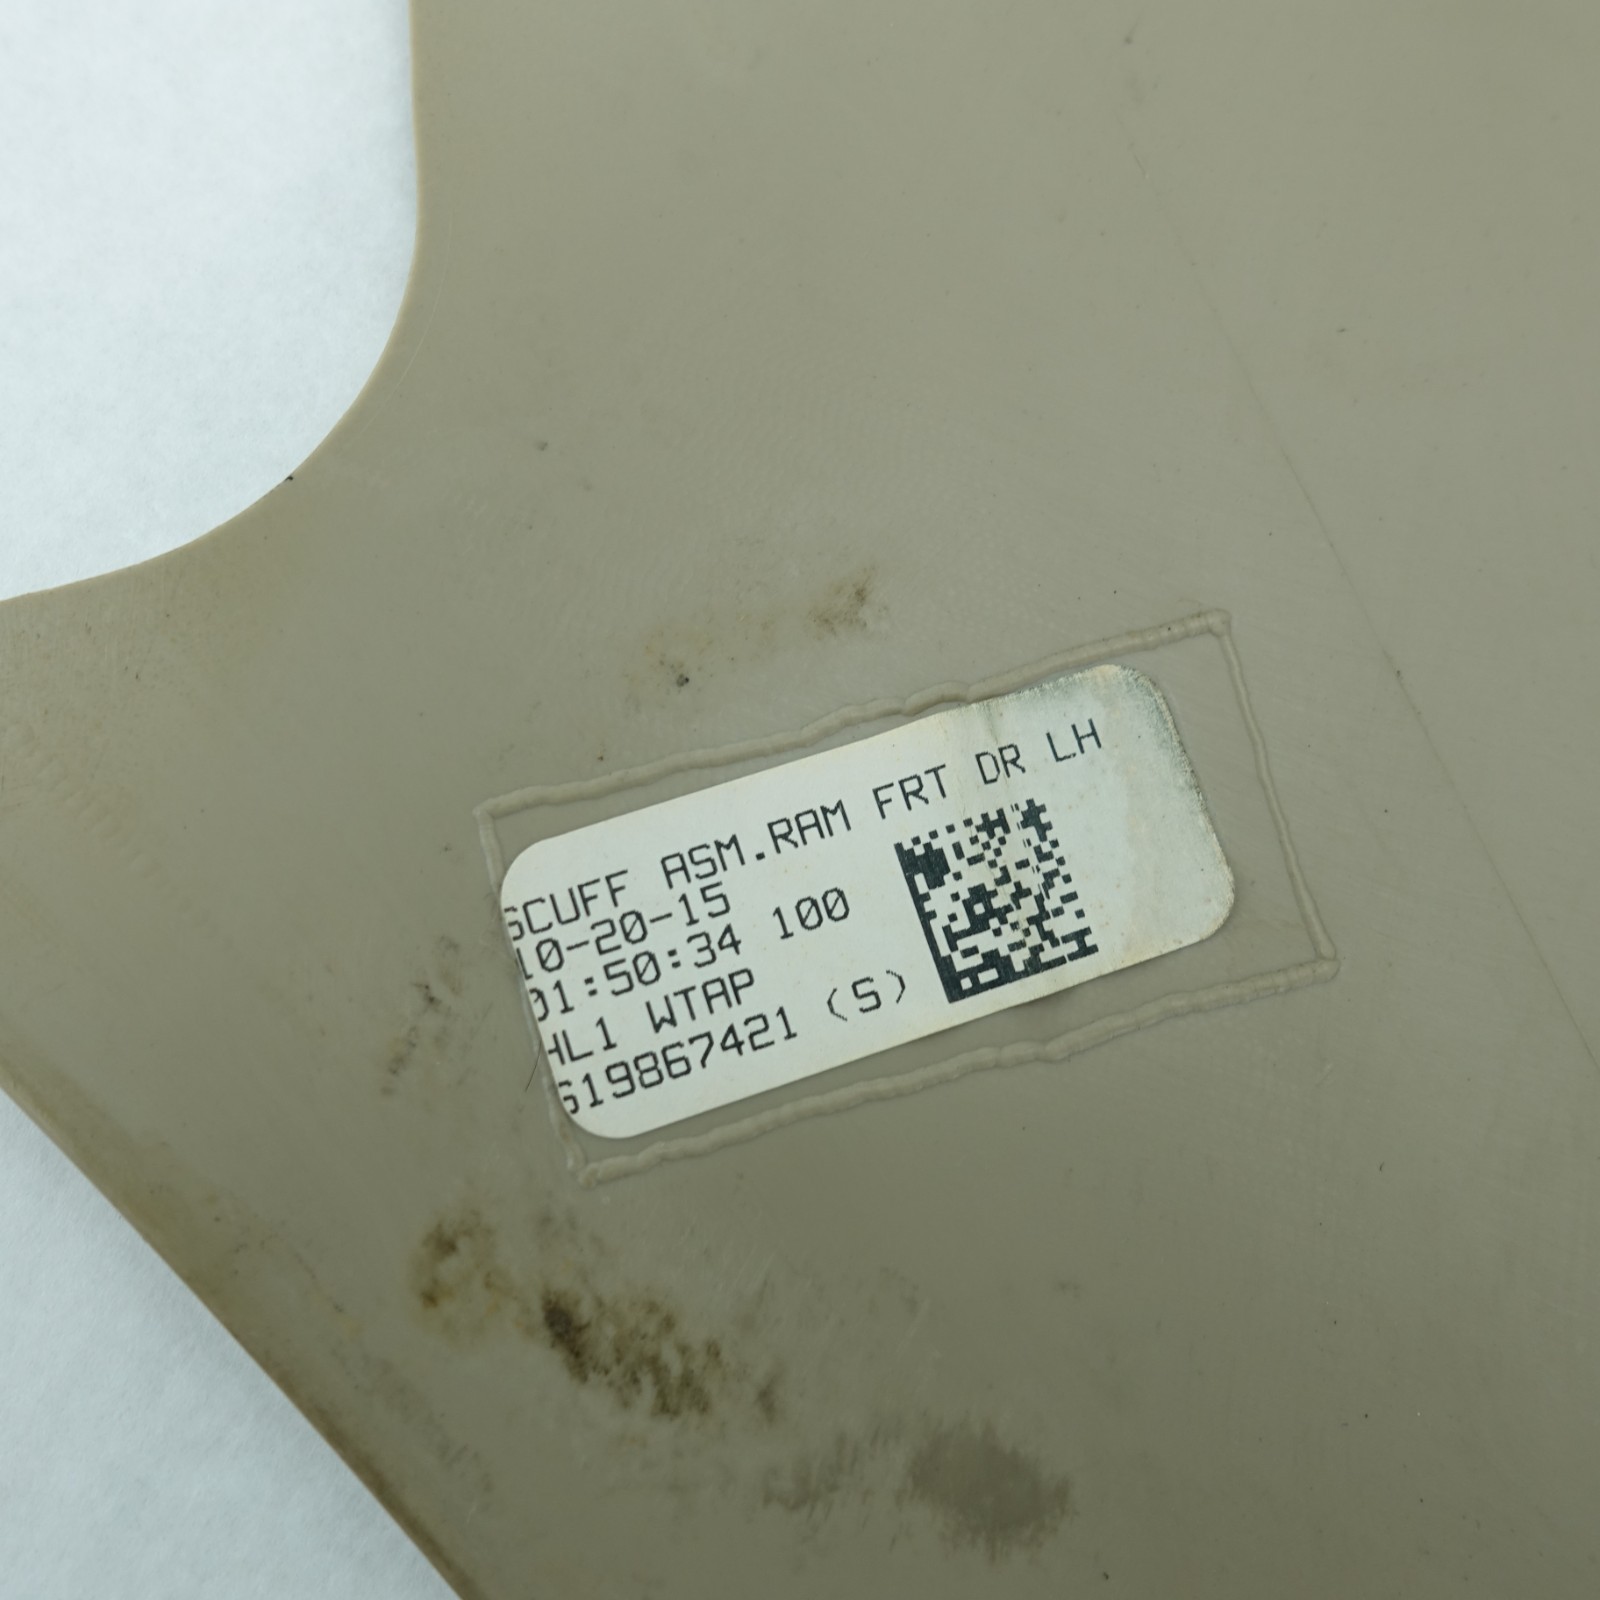 SCUFF ASM.RAM FRT DR LH
10-20-15
01:50:34 100
HL1 WTAP
619867421 (S)